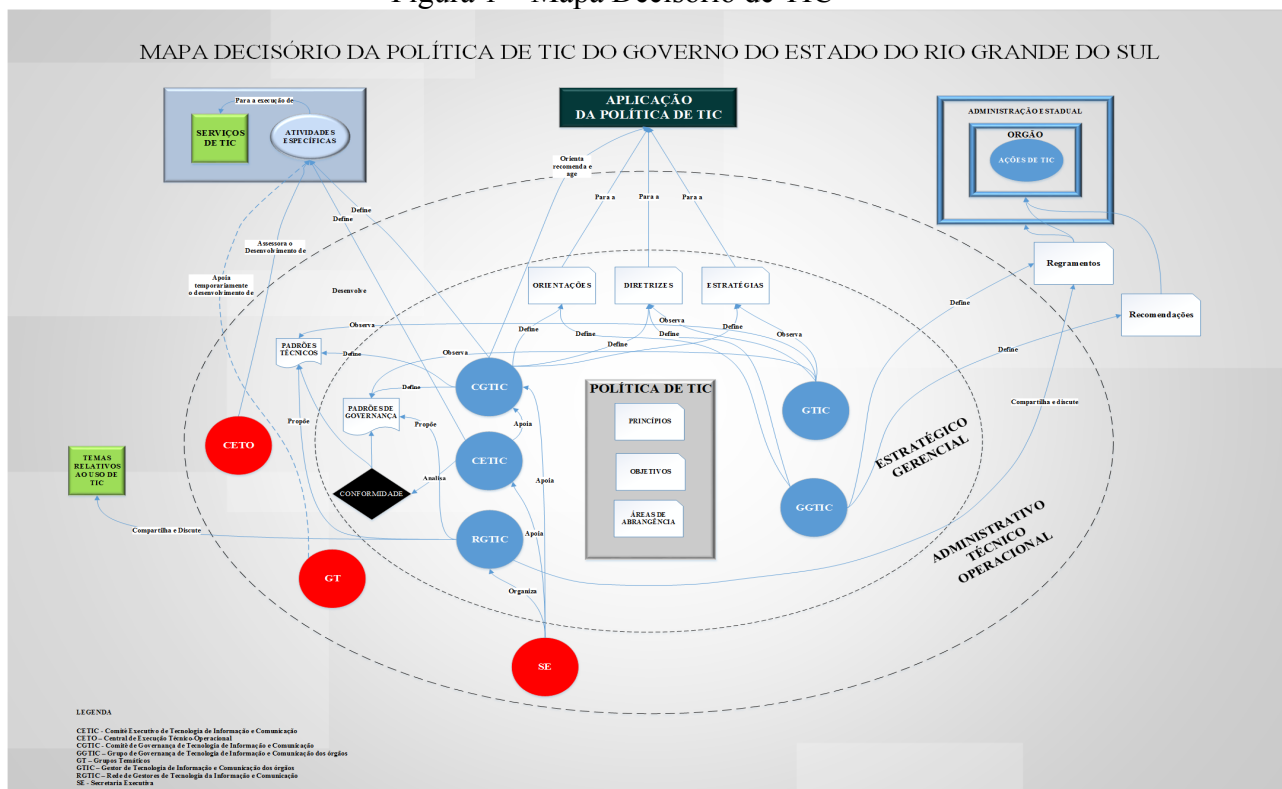 Figura 1 – Mapa Decisório de TIC
MAPA DECISÓRIO DA POLÍTICA DE TIC DO GOVERNO DO ESTADO DO RIO GRANDE DO SUL
Para a execução de
SERVIÇOS
DE TIC
ATIVIDADES
ESPECÍFICAS
APLICAÇÃO
DA POLÍTICA DE TIC
ADMINISTRAÇÃO ESTADUAL
ORGÃO
AÇÕES DE TIC
Orienta
recomenda e
age
Para a
Para a
Para a
Define
Define
Assessora o
Desenvolvimento de
Apoia
temporariamente
o desenvolvimento de
Desenvolve
ORIENTAÇÕES
DIRETRIZES
ESTRATÉGIAS
Regramentos
Recomendações
Define
Define
Observa
Observa
Observa
Observa
Define
Define
Define
Define
Define
Define
Define
PADRÕES
TÉCNICOS
PADRÕES DE
GOVERNANÇA
Propõe
Propõe
CGTIC
CETIC
RGTIC
Apoia
Apoia
Apoia
Analisa
CONFORMIDADE
POLÍTICA DE TIC
PRINCÍPIOS
OBJETIVOS
ÁREAS DE
ABRANGÊNCIA
GTIC
GGTIC
Compartilha e discute
ESTRATÉGICO
GERENCIAL
ADMINISTRATIVO
TÉCNICO
OPERACIONAL
CETO
TEMAS
RELATIVOS
AO USO DE
TIC
Compartilha e Discute
GT
Organiza
SE
LEGENDA
CETIC - Comitê Executivo de Tecnologia de Informação e Comunicação
CETO – Central de Execução Técnico-Operacional
CGTIC - Comitê de Governança de Tecnologia de Informação e Comunicação
GGTIC – Grupo de Governança de Tecnologia de Informação e Comunicação dos órgãos
GT – Grupos Temáticos
GTIC – Gestor de Tecnologia de Informação e Comunicação dos órgãos
RGTIC – Rede de Gestores de Tecnologia da Informação e Comunicação
SE - Secretaria Executiva